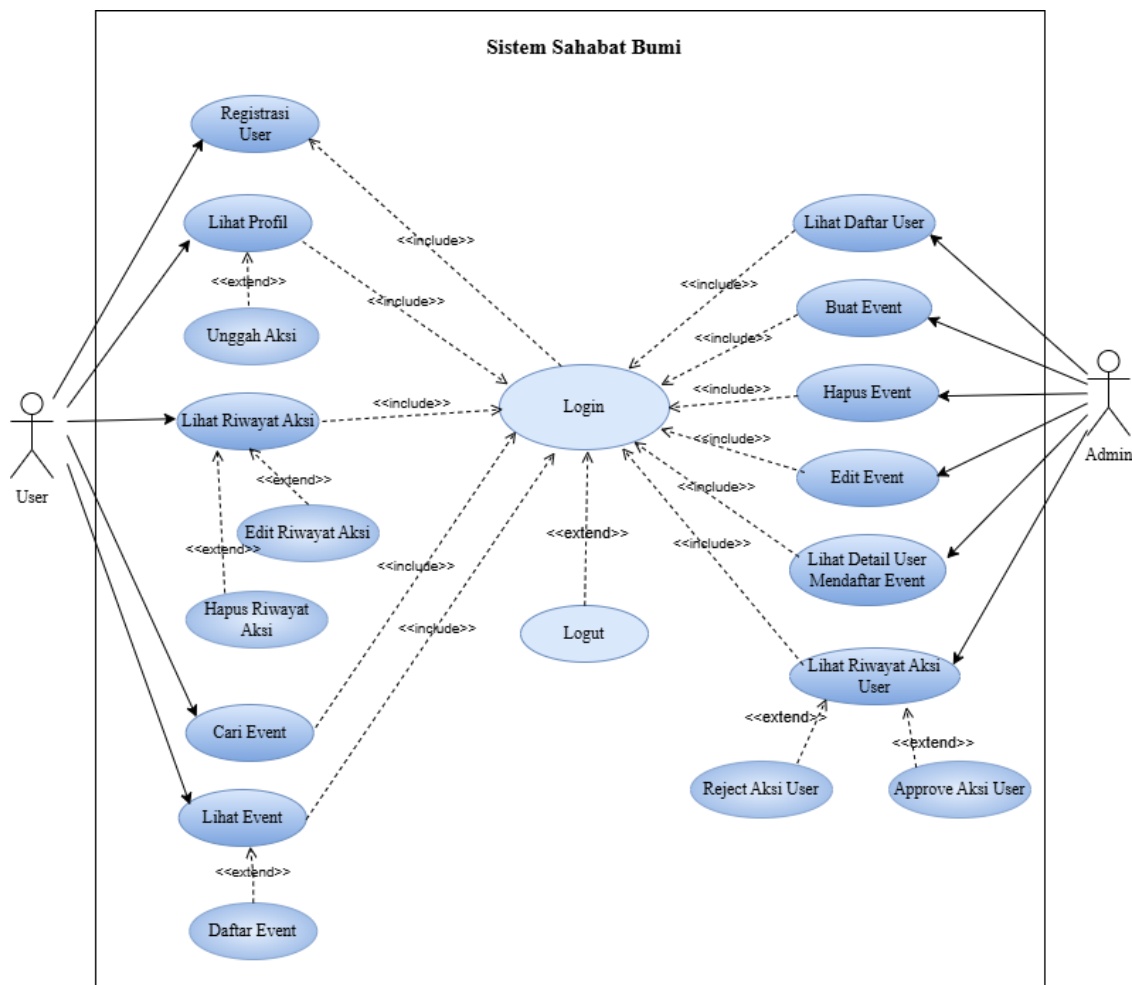 Sistem Sahabat Bumi
Registrasi
User
Lihat Profil
<<extend>>
Unggah Aksi
Lihat Riwayat Aksi
<<extend>>
Edit Riwayat Aksi
<<extend>>
Hapus Riwayat
Aksi
Cari Event
Lihat Event
<<extend>>
Daftar Event
User
<<include>>
<<include>>
<<include>>
<<include>>
<<include>>
Login
<<extend>>
Logut
<<include>>
<<include>>
<<include>>
<<include>>
<<include>>
<<include>>
Lihat Daftar User
Buat Event
Hapus Event
Edit Event
Lihat Detail User
Mendaftar Event
Lihat Riwayat Aksi
User
<<extend>>
<<extend>>
Reject Aksi User
Approve Aksi User
Admin